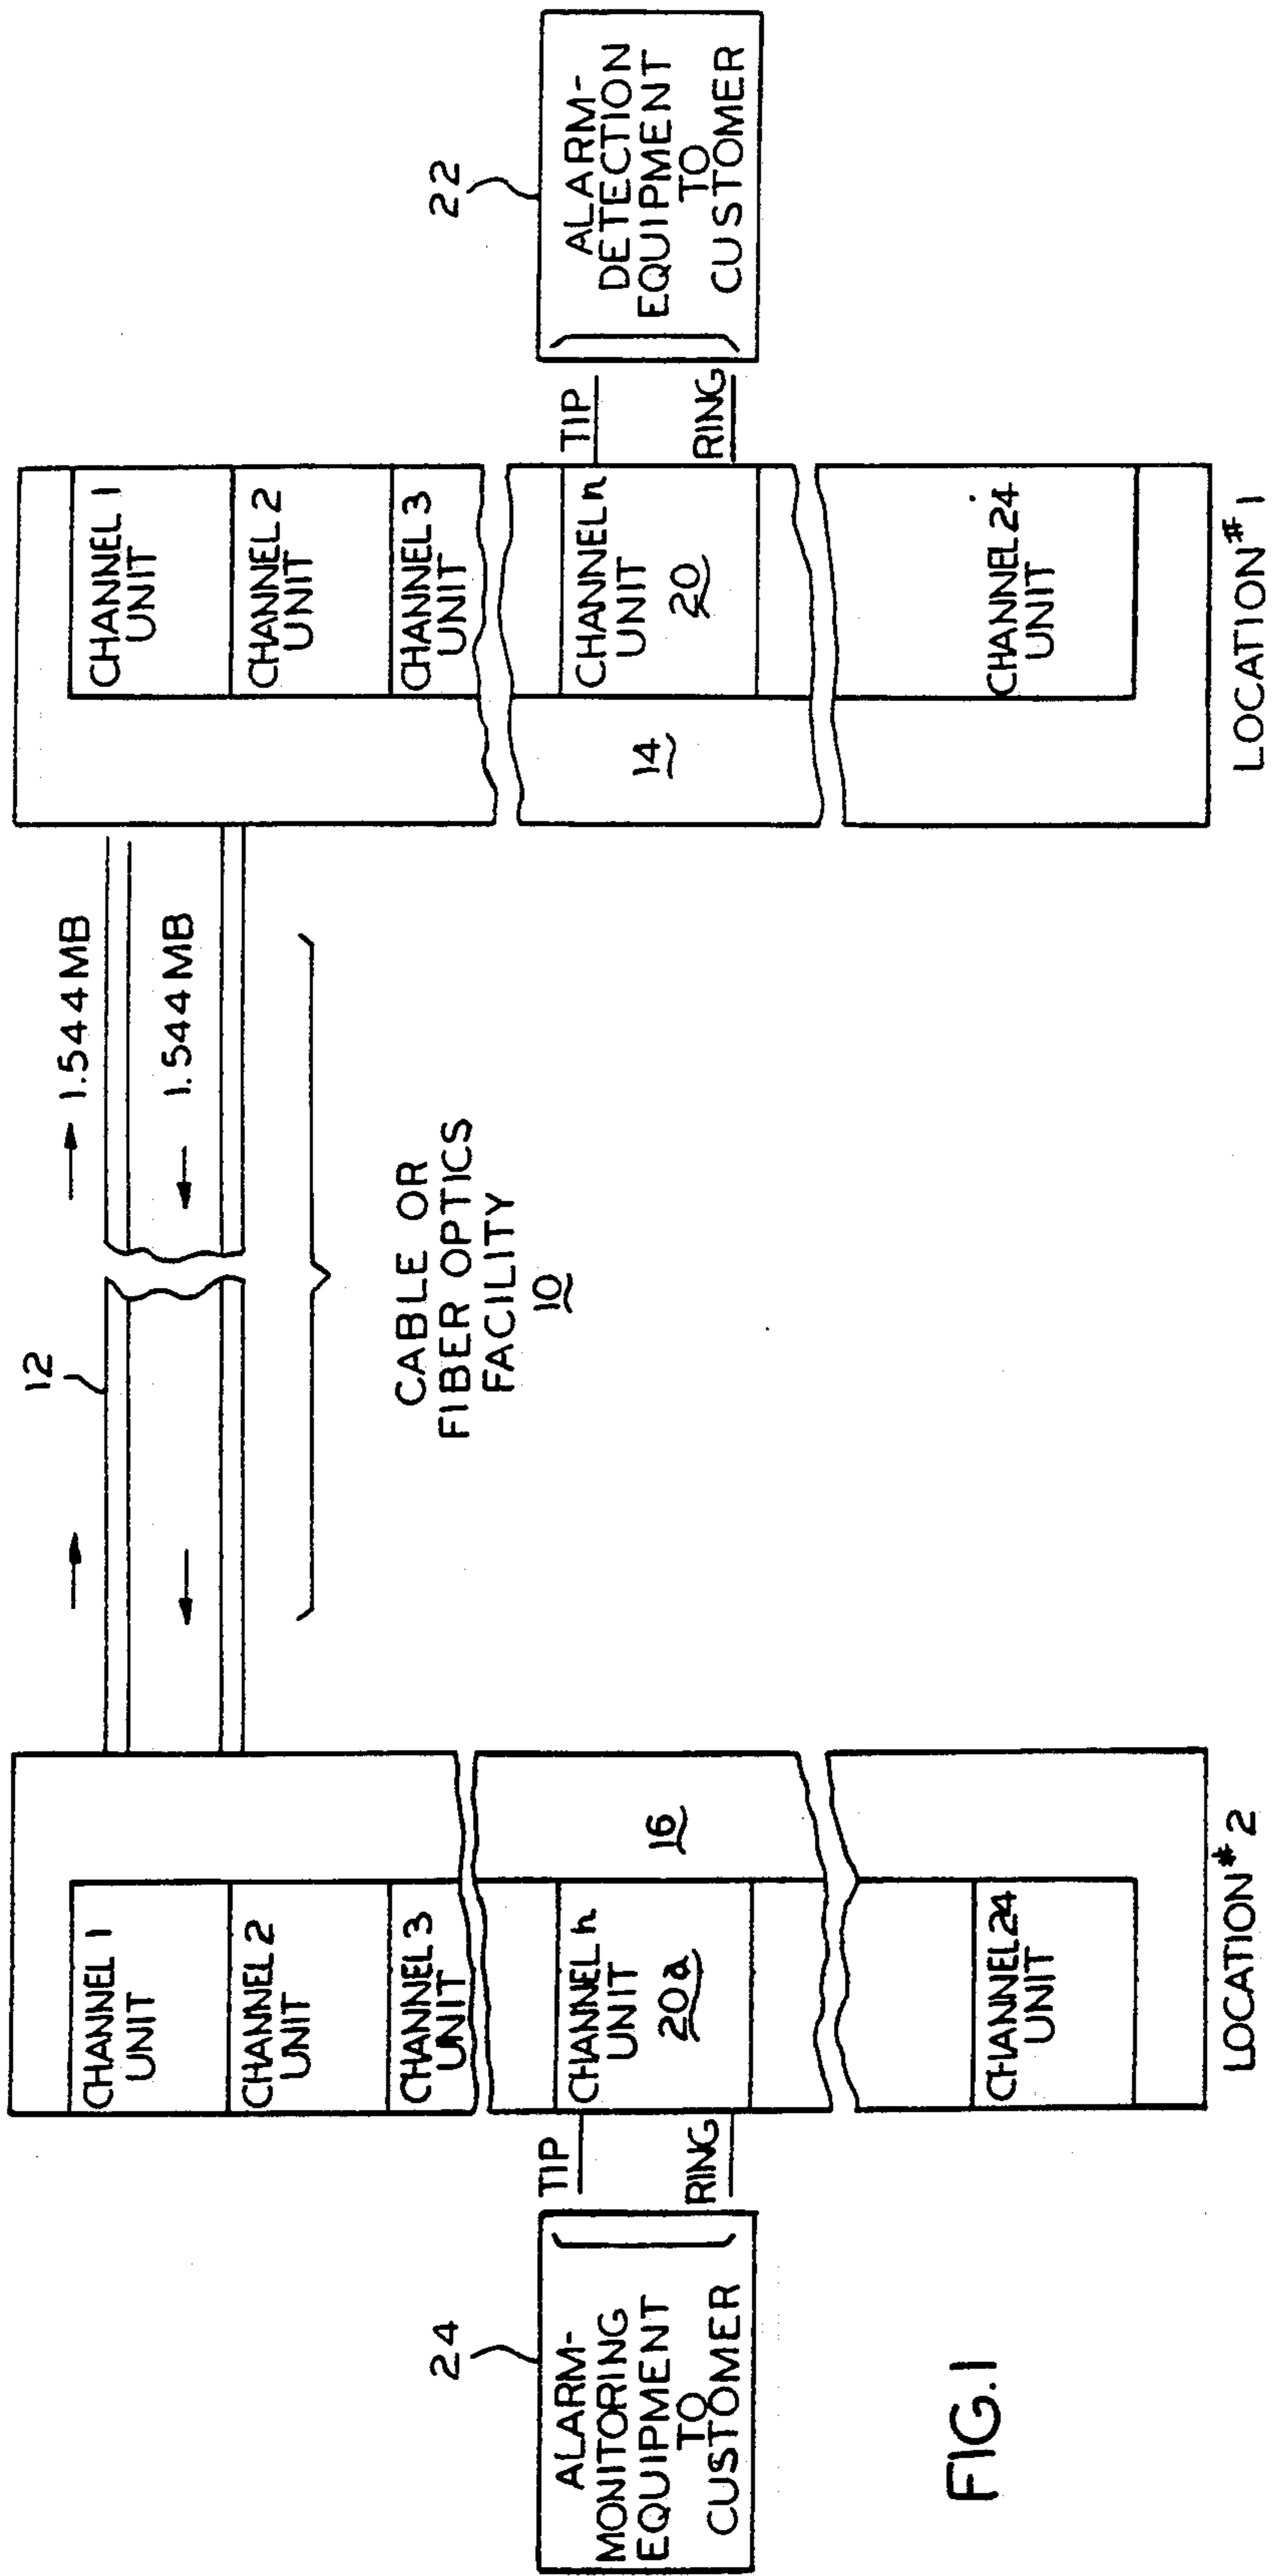 24
ALARM-
MONITORING
EQUIPMENT
TO
CUSTOMER
TIP
RING
CHANNEL 1
UNIT
CHANNEL 2
UNIT
CHANNEL 3
UNIT
CHANNEL n
UNIT
20a
CHANNEL 24
UNIT
16
LOCATION #2
12
1.544 MB
1.544 MB
CABLE OR
FIBER OPTICS
FACILITY
10
CHANNEL 1
UNIT
CHANNEL 2
UNIT
CHANNEL 3
UNIT
CHANNEL n
UNIT
20
CHANNEL 24
UNIT
14
LOCATION #1
TIP
RING
22
ALARM-
DETECTION
EQUIPMENT
TO
CUSTOMER
FIG.1